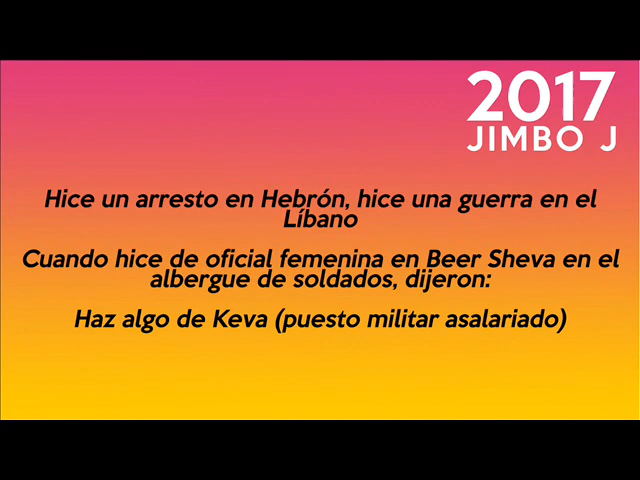 2017
JIMBO J
Hice un arresto en Hebrón, hice una guerra en el
Líbano
Cuando hice de oficial femenina en Beer Sheva en el
albergue de soldados, dijeron:
Haz algo de Keva (puesto militar asalariado)